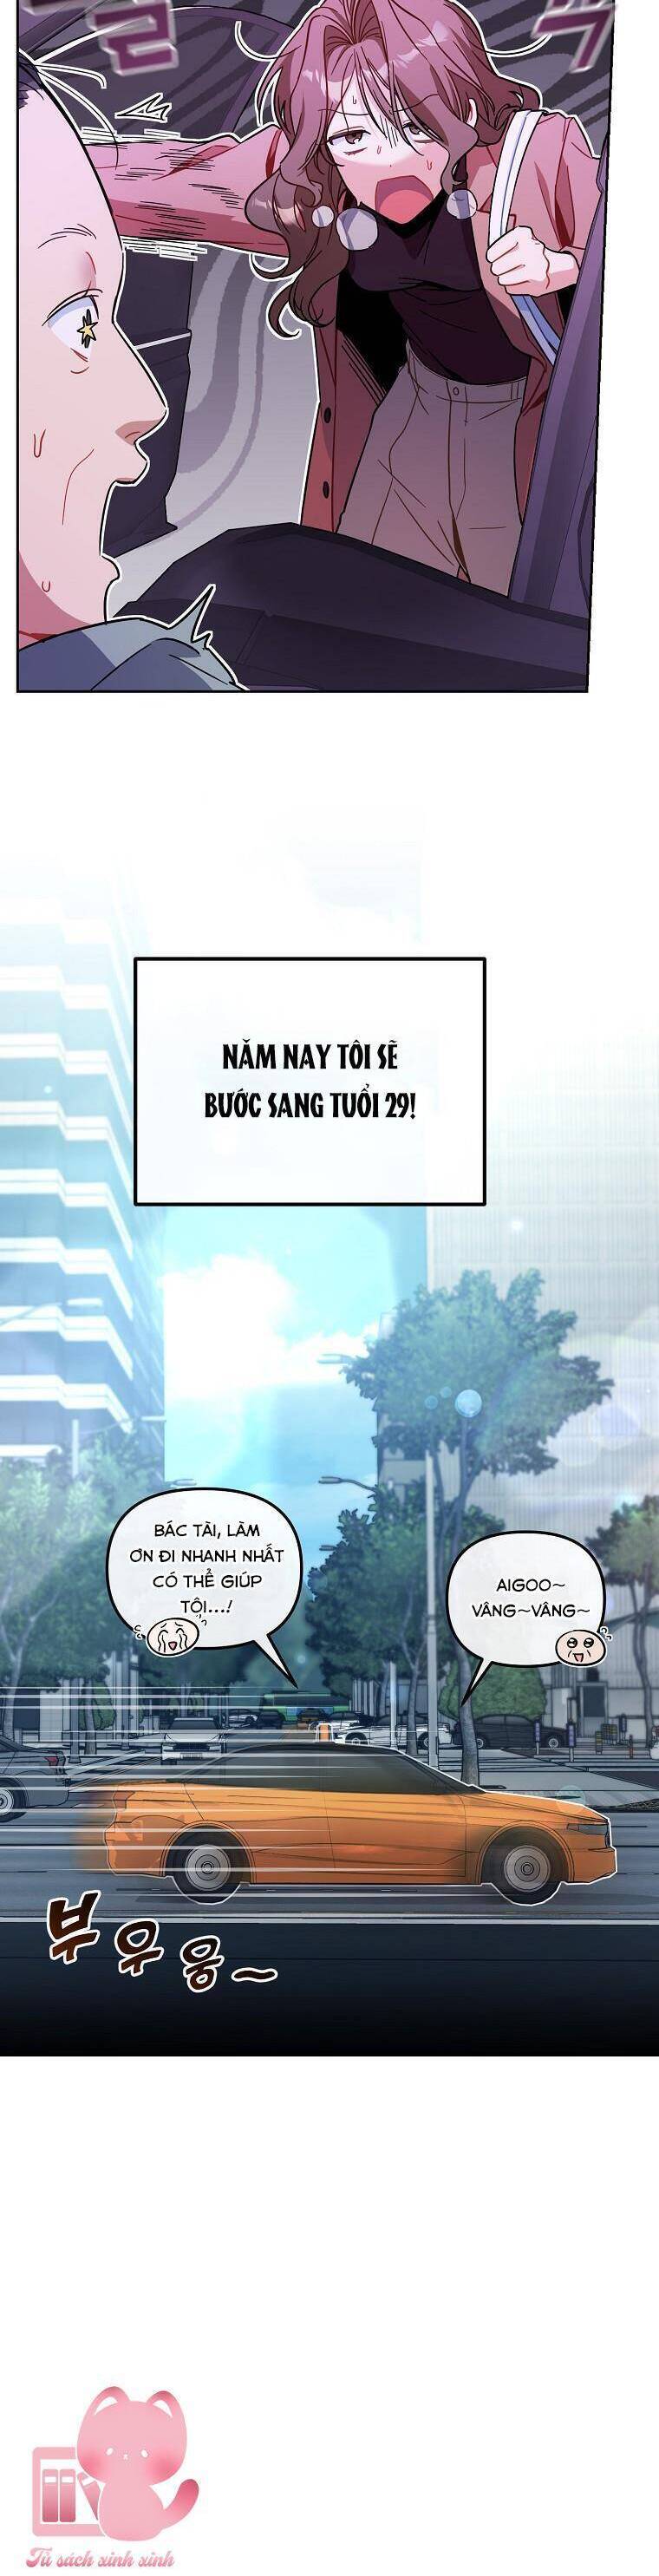 NĂM NAY TÔI SẼ
BƯỚC SANG TUỔI 29!
BÁC TÀI, LÀM
ƠN ĐI NHANH NHẤT
CÓ THỂ GIÚP
TÔI...!
AIGOO~
VÂNG~VÂNG~
부우웅~
Tủ sách xinh xinh